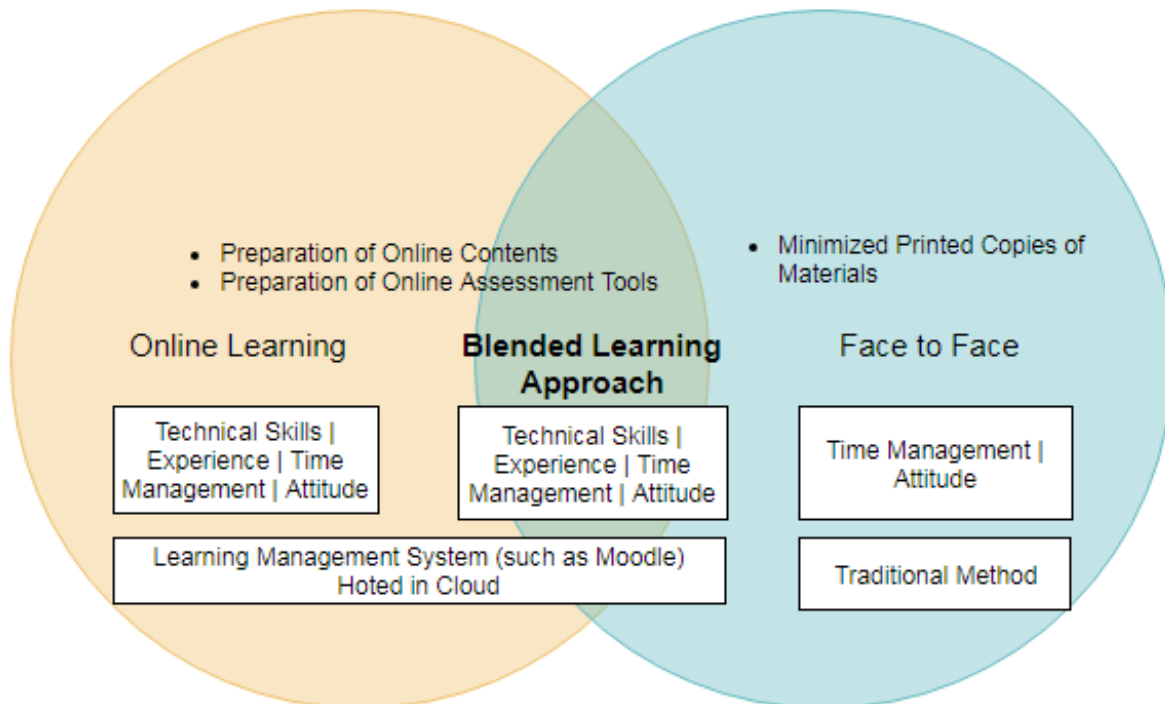 • Preparation of Online Contents
• Preparation of Online Assessment Tools
• Minimized Printed Copies of
Materials
Online Learning
Blended Learning
Approach
Face to Face
Technical Skills |
Experience | Time
Management | Attitude
Technical Skills |
Experience | Time
Management | Attitude
Time Management |
Attitude
Learning Management System (such as Moodle)
Hoted in Cloud
Traditional Method